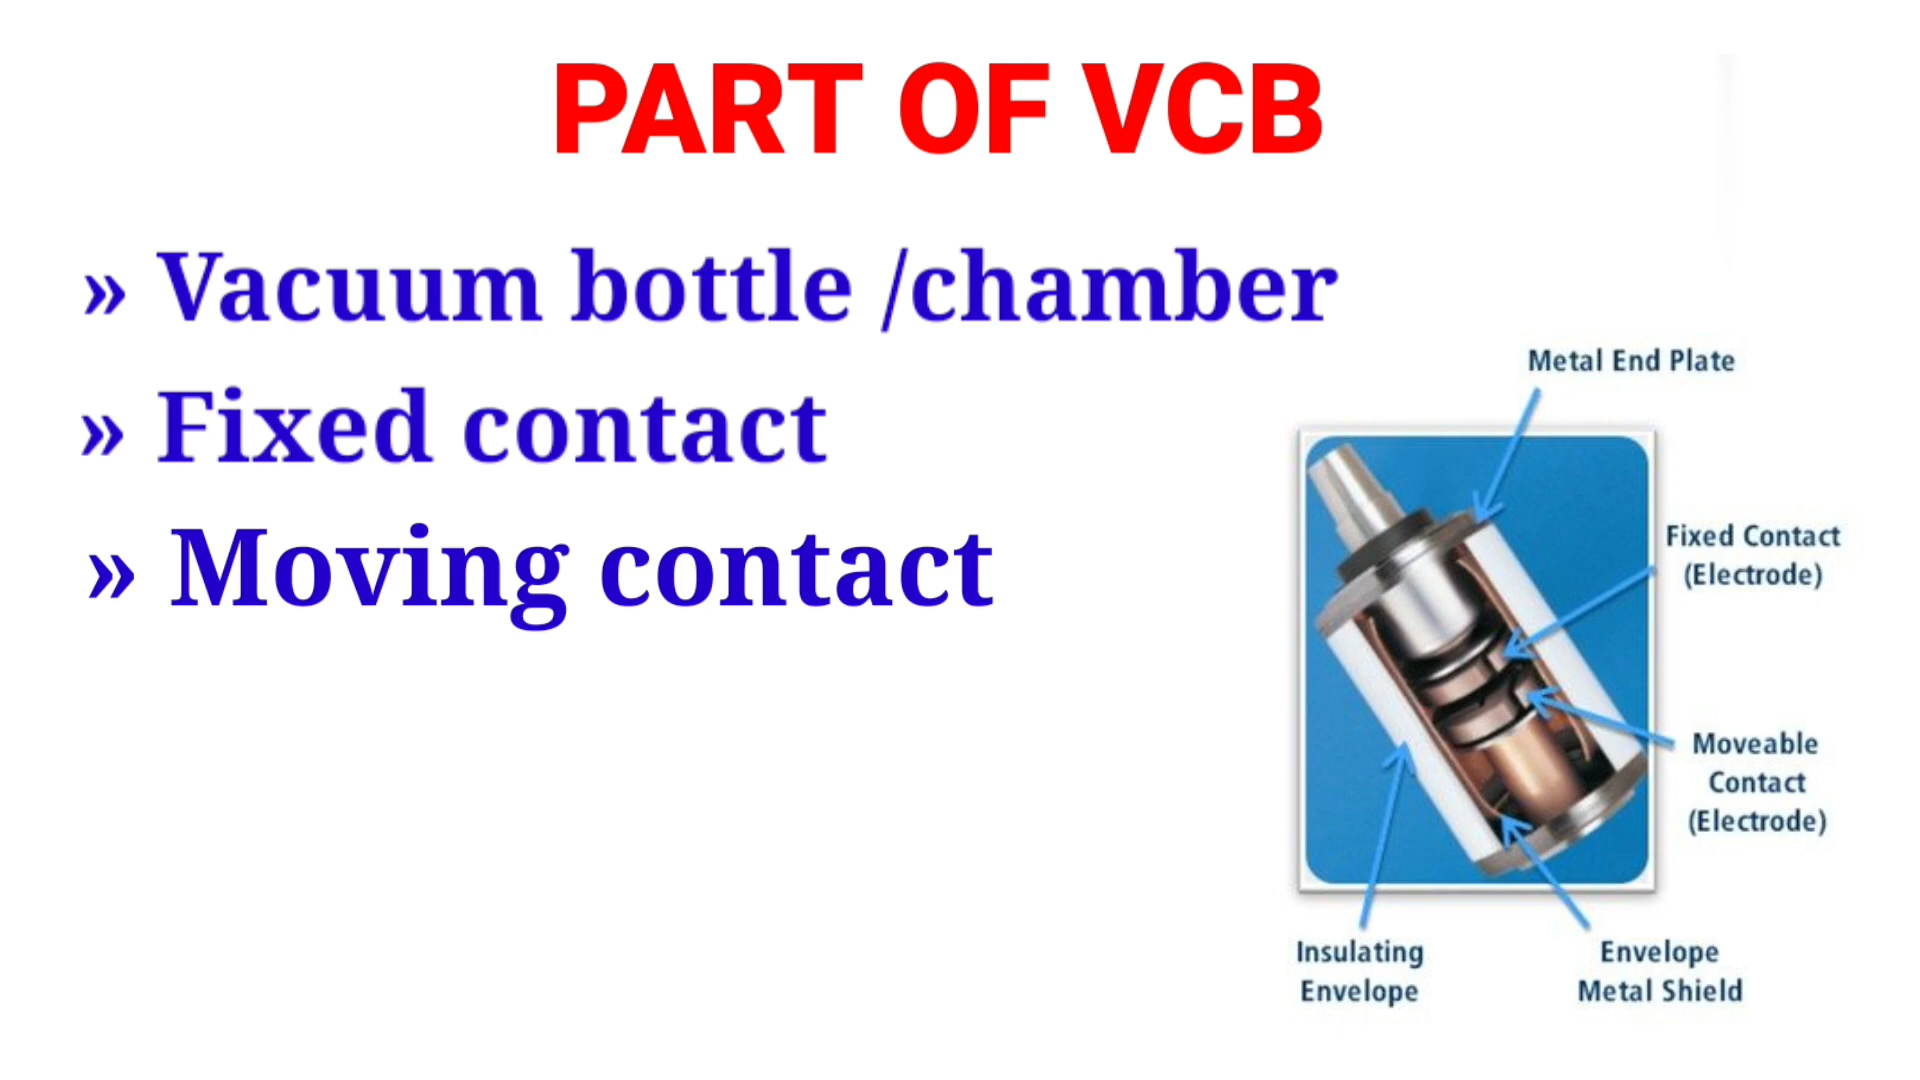 PART OF VCB
» Vacuum bottle /chamber
» Fixed contact
» Moving contact
Metal End Plate
Fixed Contact
(Electrode)
Moveable
Contact
(Electrode)
Insulating
Envelope
Envelope
Metal Shield